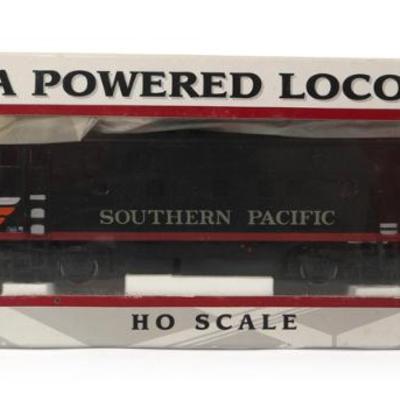 A POWERED LOCO
SOUTHERN PACIFIC
HO SCALE